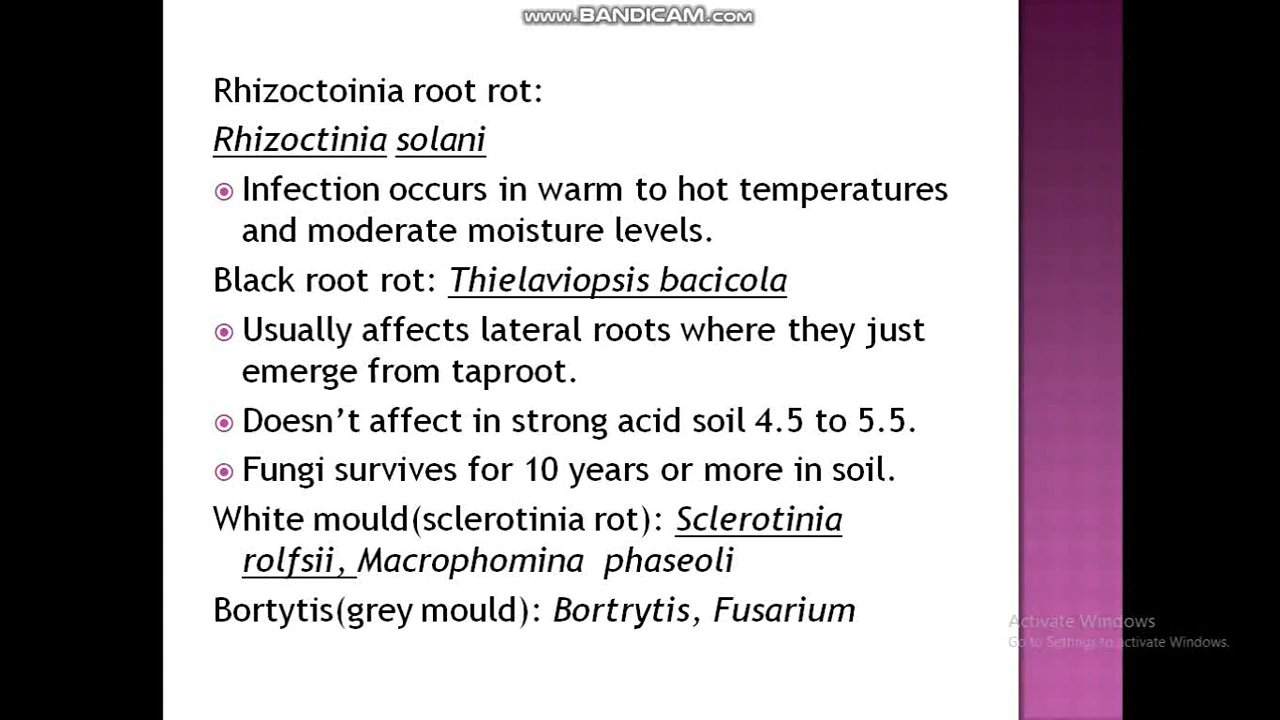 www.BANDICAM.com
Rhizoctoinia root rot:
Rhizoctinia solani
Infection occurs in warm to hot temperatures
and moderate moisture levels.
Black root rot: Thielaviopsis bacicola
Usually affects lateral roots where they just
emerge from taproot.
Doesn’t affect in strong acid soil 4.5 to 5.5.
Fungi survives for 10 years or more in soil.
White mould(sclerotinia rot): Sclerotinia
rolfsii, Macrophomina phaseoli
Bortytis(grey mould): Bortrytis, Fusarium
Activate Windows
Go to Settings to activate Windows.